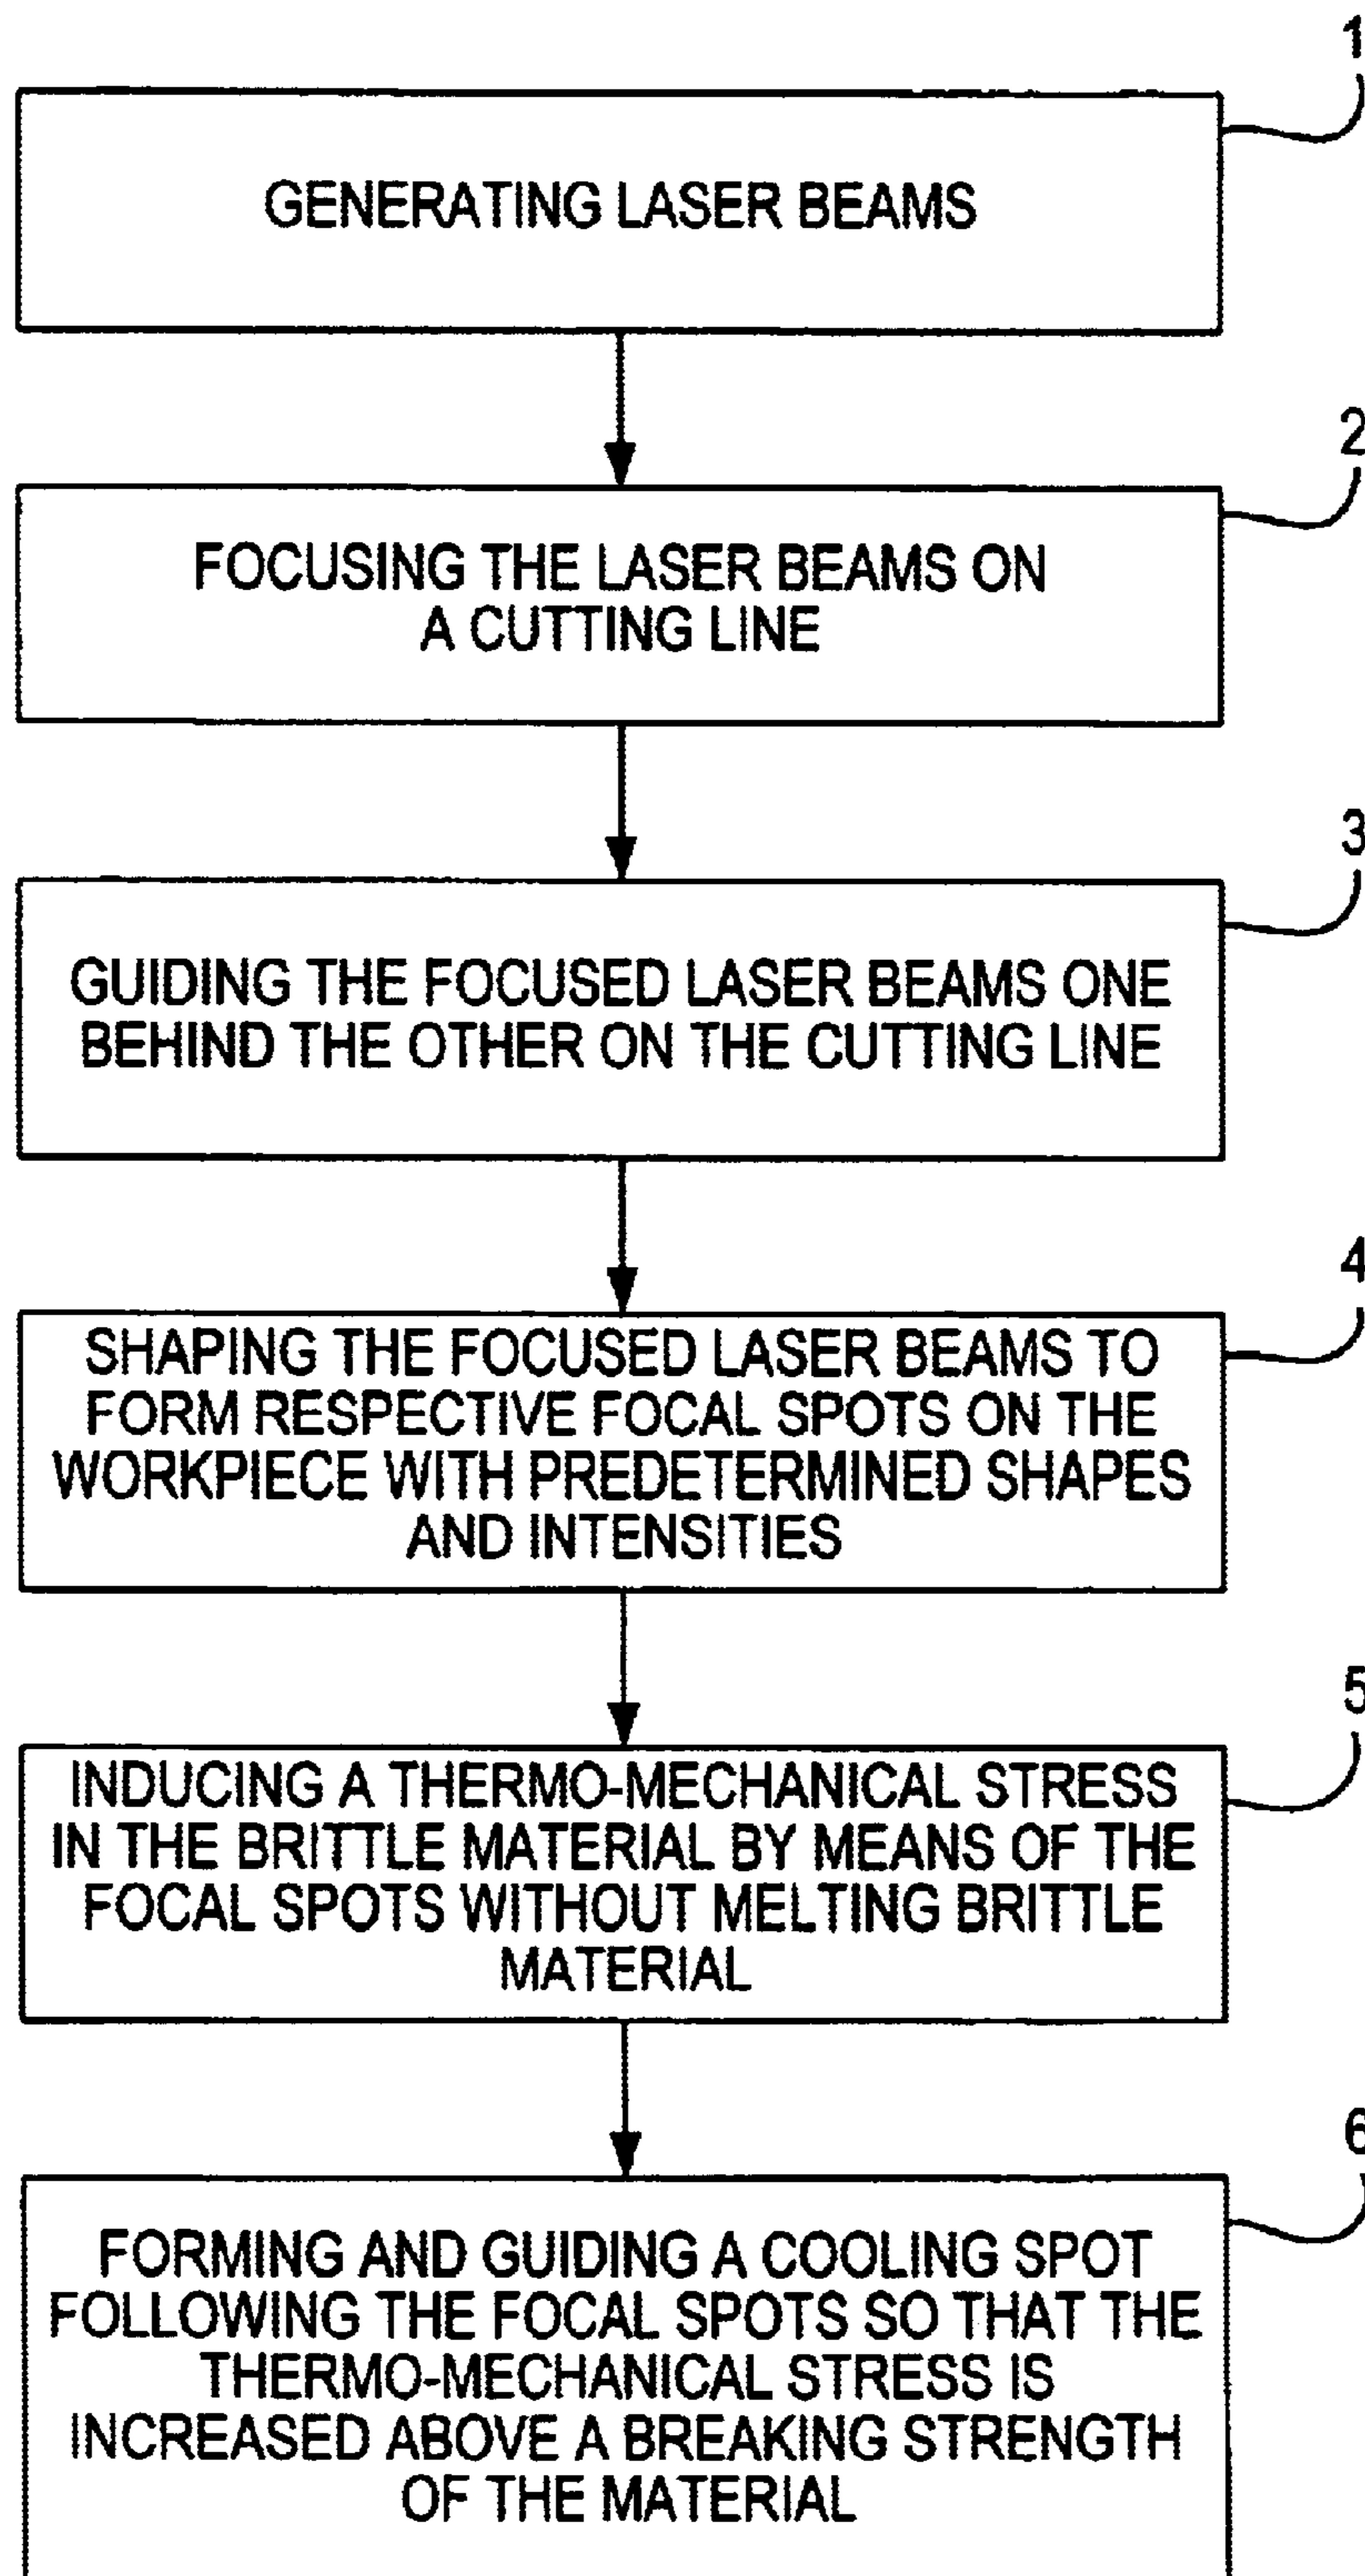 1
GENERATING LASER BEAMS
2
FOCUSING THE LASER BEAMS ON
A CUTTING LINE
3
GUIDING THE FOCUSED LASER BEAMS ONE
BEHIND THE OTHER ON THE CUTTING LINE
4
SHAPING THE FOCUSED LASER BEAMS TO
FORM RESPECTIVE FOCAL SPOTS ON THE
WORKPIECE WITH PREDETERMINED SHAPES
AND INTENSITIES
5
INDUCING A THERMO-MECHANICAL STRESS
IN THE BRITTLE MATERIAL BY MEANS OF THE
FOCAL SPOTS WITHOUT MELTING BRITTLE
MATERIAL
6
FORMING AND GUIDING A COOLING SPOT
FOLLOWING THE FOCAL SPOTS SO THAT THE
THERMO-MECHANICAL STRESS IS
INCREASED ABOVE A BREAKING STRENGTH
OF THE MATERIAL